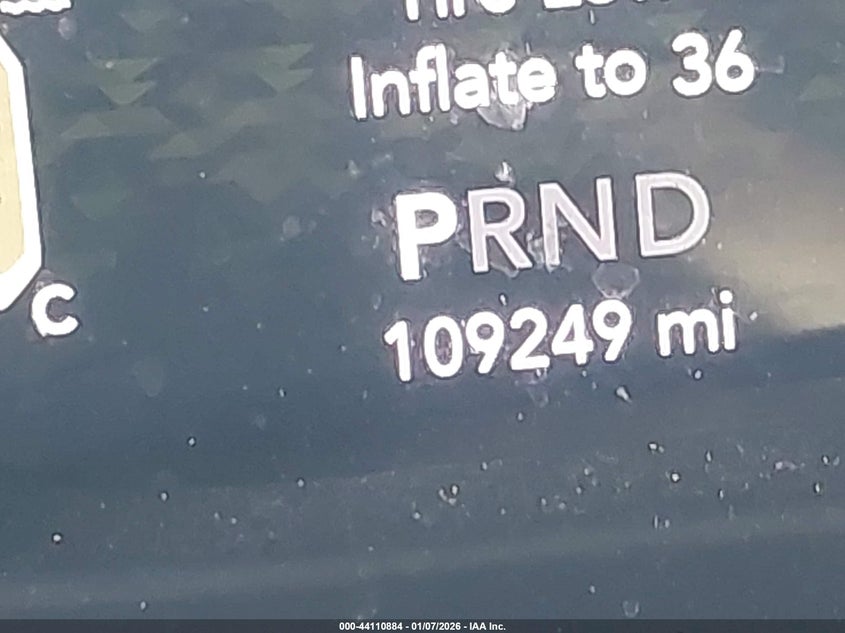 Inflate to 36
PRND
109249 mi
C
000-44110884 - 01/07/2026 - IAA Inc.